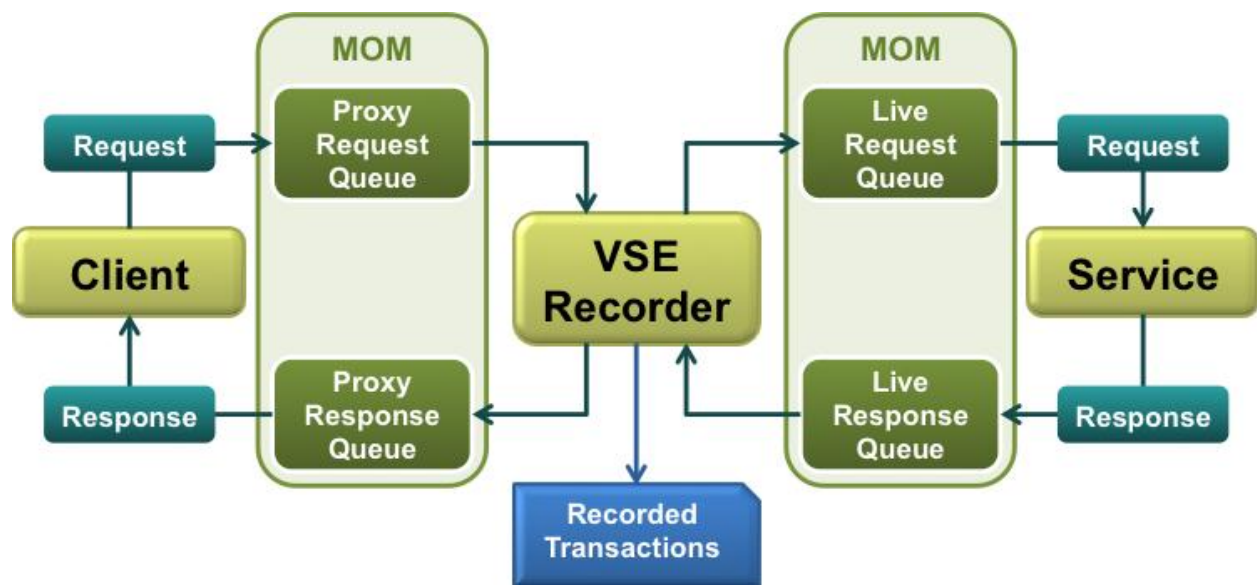 MOM
MOM
Proxy
Request
Queue
Live
Request
Queue
Request
Request
Client
VSE
Recorder
Service
Proxy
Response
Queue
Live
Response
Queue
Response
Response
Recorded
Transactions